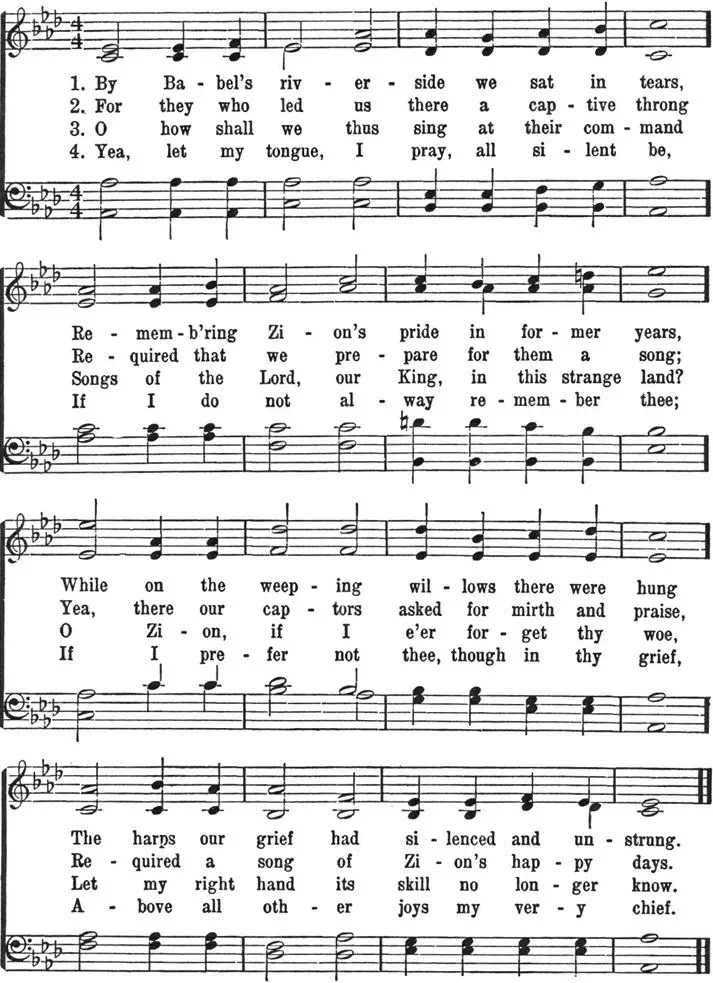 1. By Ba - bel's riv - er - side we sat in tears,
2. For they who led us there a cap - tive throng
3. O how shall we thus sing at their com - mand
4. Yea, let my tongue, I pray, all si - lent be,
Re - mem - b'ring Zi - on's pride in for - mer years,
Re - quired that we pre - pare for them a song;
Songs of the Lord, our King, in this strange land?
If I do not al - way re - mem - ber thee;
While on the weep - ing wil - lows there were hung
Yea, there our cap - tors asked for mirth and praise,
O Zi - on, if I e'er for - get thy woe,
If I pre - fer not thee, though in thy grief,
The harps our grief had si - lenced and un - strung.
Re - quired a song of Zi - on's hap - py days.
Let my right hand its skill no lon - ger know.
A - bove all oth - er joys my ver - y chief.